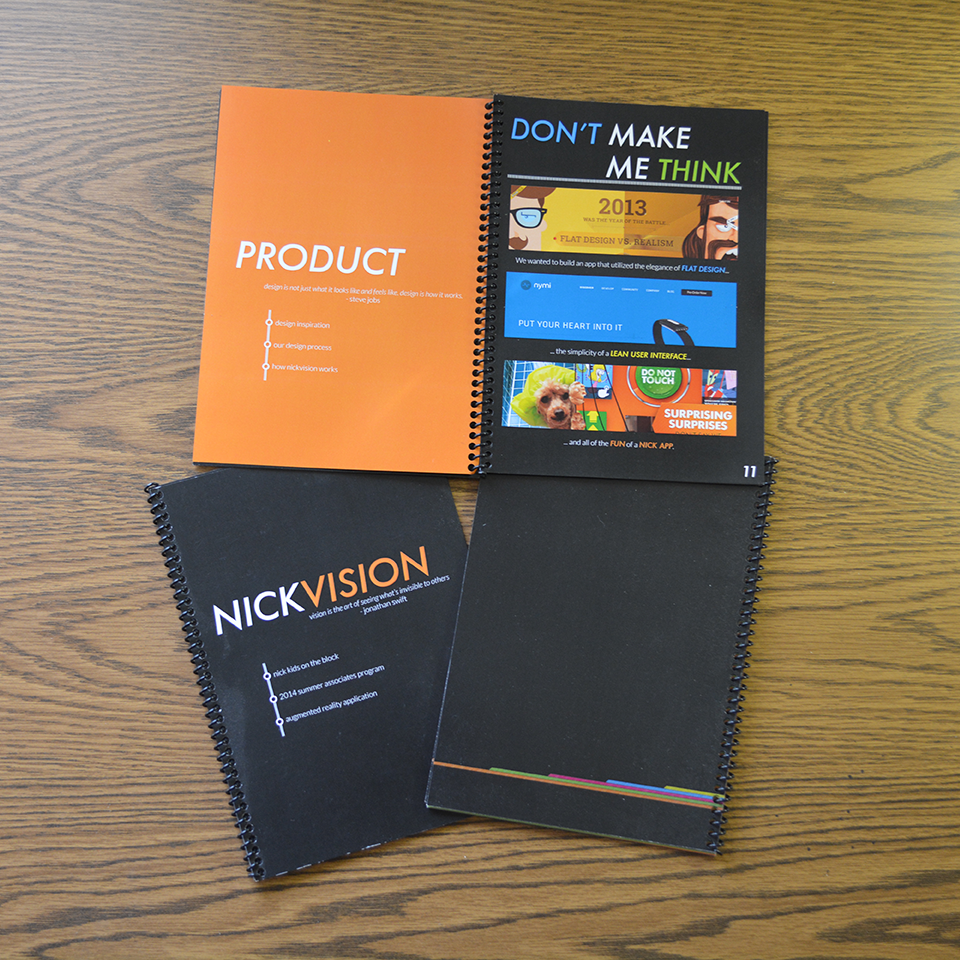 PRODUCT
design is not just what it looks like and feels like, design is how it works.
-steve jobs
design inspiration
our design process
how nickvision works
DON'T MAKE
ME THINK
2013
WAS THE YEAR OF THE BATTLE...
• FLAT DESIGN VS. REALISM
We wanted to build an app that utilized the elegance of FLAT DESIGN...
nymi
PUT YOUR HEART INTO IT
... the simplicity of a LEAN USER INTERFACE...
DO NOT
TOUCH
SURPRISING
SURPRISES
... and all of the FUN of a NICK APP.
11
NICKVISION
vision is the art of seeing what's invisible to others
- jonathan swift
nick kids on the block
2014 summer associates program
augmented reality application